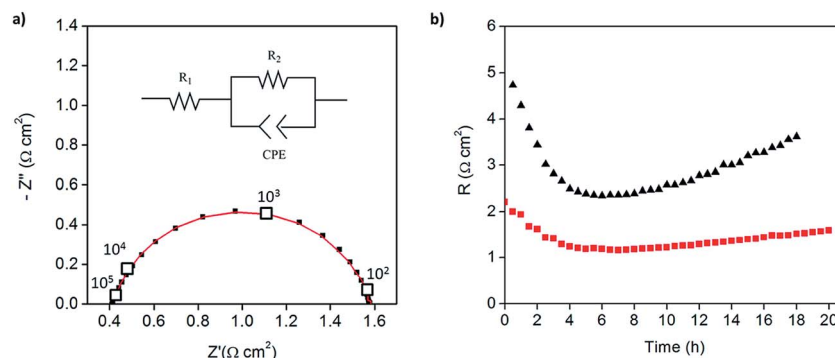 a)
b)
1.4
1.2
1.0
0.8
0.6
0.4
0.2
0.0
- Z'' (Ω cm²)
R₁
R₂
CPE
10⁵
10⁴
10³
10²
0.4 0.6 0.8 1.0 1.2 1.4 1.6
Z'(Ω cm²)
6
5
4
3
2
1
0
R (Ω cm²)
0 2 4 6 8 10 12 14 16 18 20
Time (h)